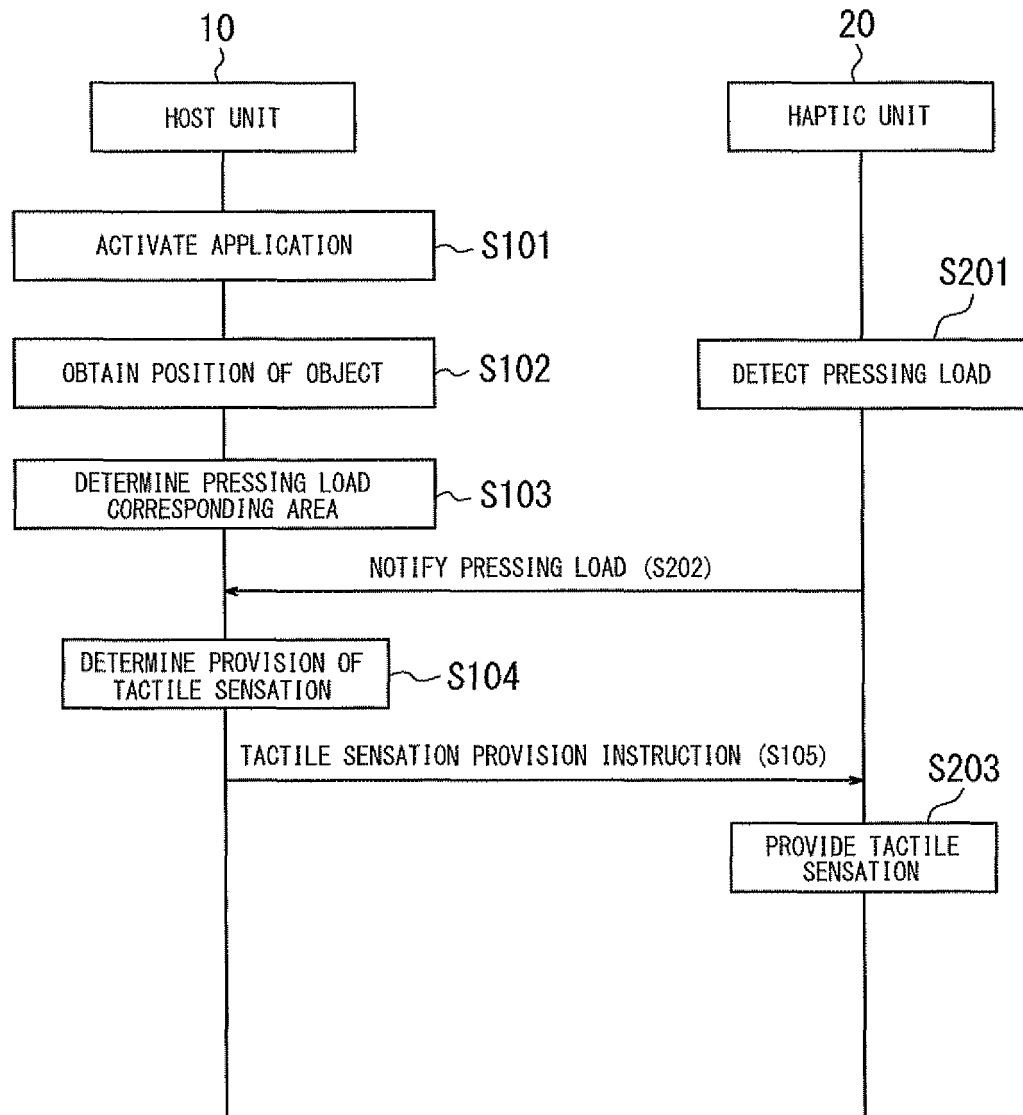 10
20
HOST UNIT
HAPTIC UNIT
ACTIVATE APPLICATION
S101
S201
OBTAIN POSITION OF OBJECT
S102
DETECT PRESSING LOAD
DETERMINE PRESSING LOAD
CORRESPONDING AREA
S103
NOTIFY PRESSING LOAD (S202)
DETERMINE PROVISION OF
TACTILE SENSATION
S104
TACTILE SENSATION PROVISION INSTRUCTION (S105)
S203
PROVIDE TACTILE
SENSATION